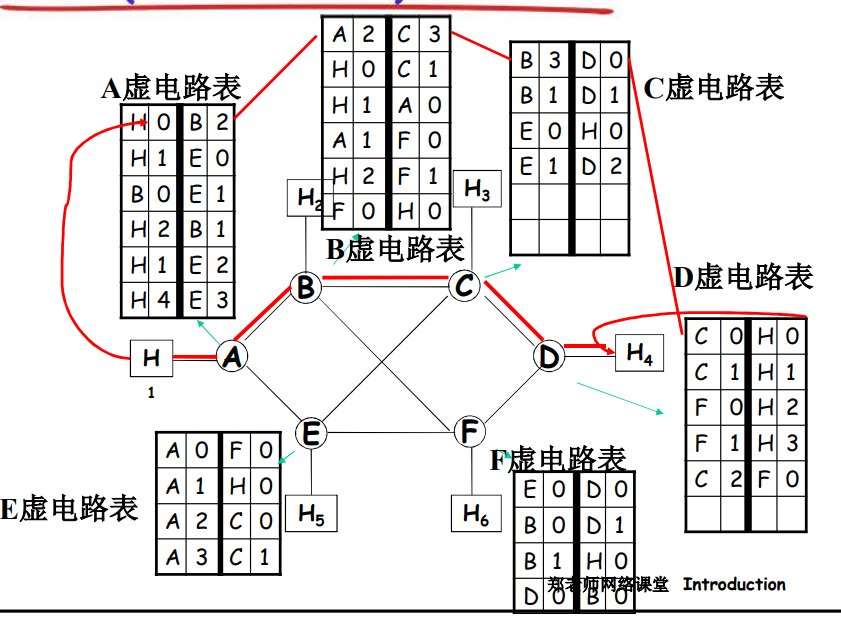 A虚电路表
H 0 B 2
H 1 E 0
B 0 E 1
H 2 B 1
H 1 E 2
H 4 E 3
A 2 C 3
H 0 C 1
H 1 A 0
A 1 F 0
H 2 F 1
F 0 H 0
B虚电路表
B 3 D 0
B 1 D 1
E 0 H 0
E 1 D 2
C虚电路表
H2
H3
B
C
D虚电路表
C 0 H 0
C 1 H 1
F 0 H 2
F 1 H 3
C 2 F 0
H
1
A
D
H4
E
F
E虚电路表
A 0 F 0
A 1 H 0
A 2 C 0
A 3 C 1
H5
H6
F虚电路表
E 0 D 0
B 0 D 1
B 1 H 0
D 0 B 0
郑老师网络课堂 Introduction